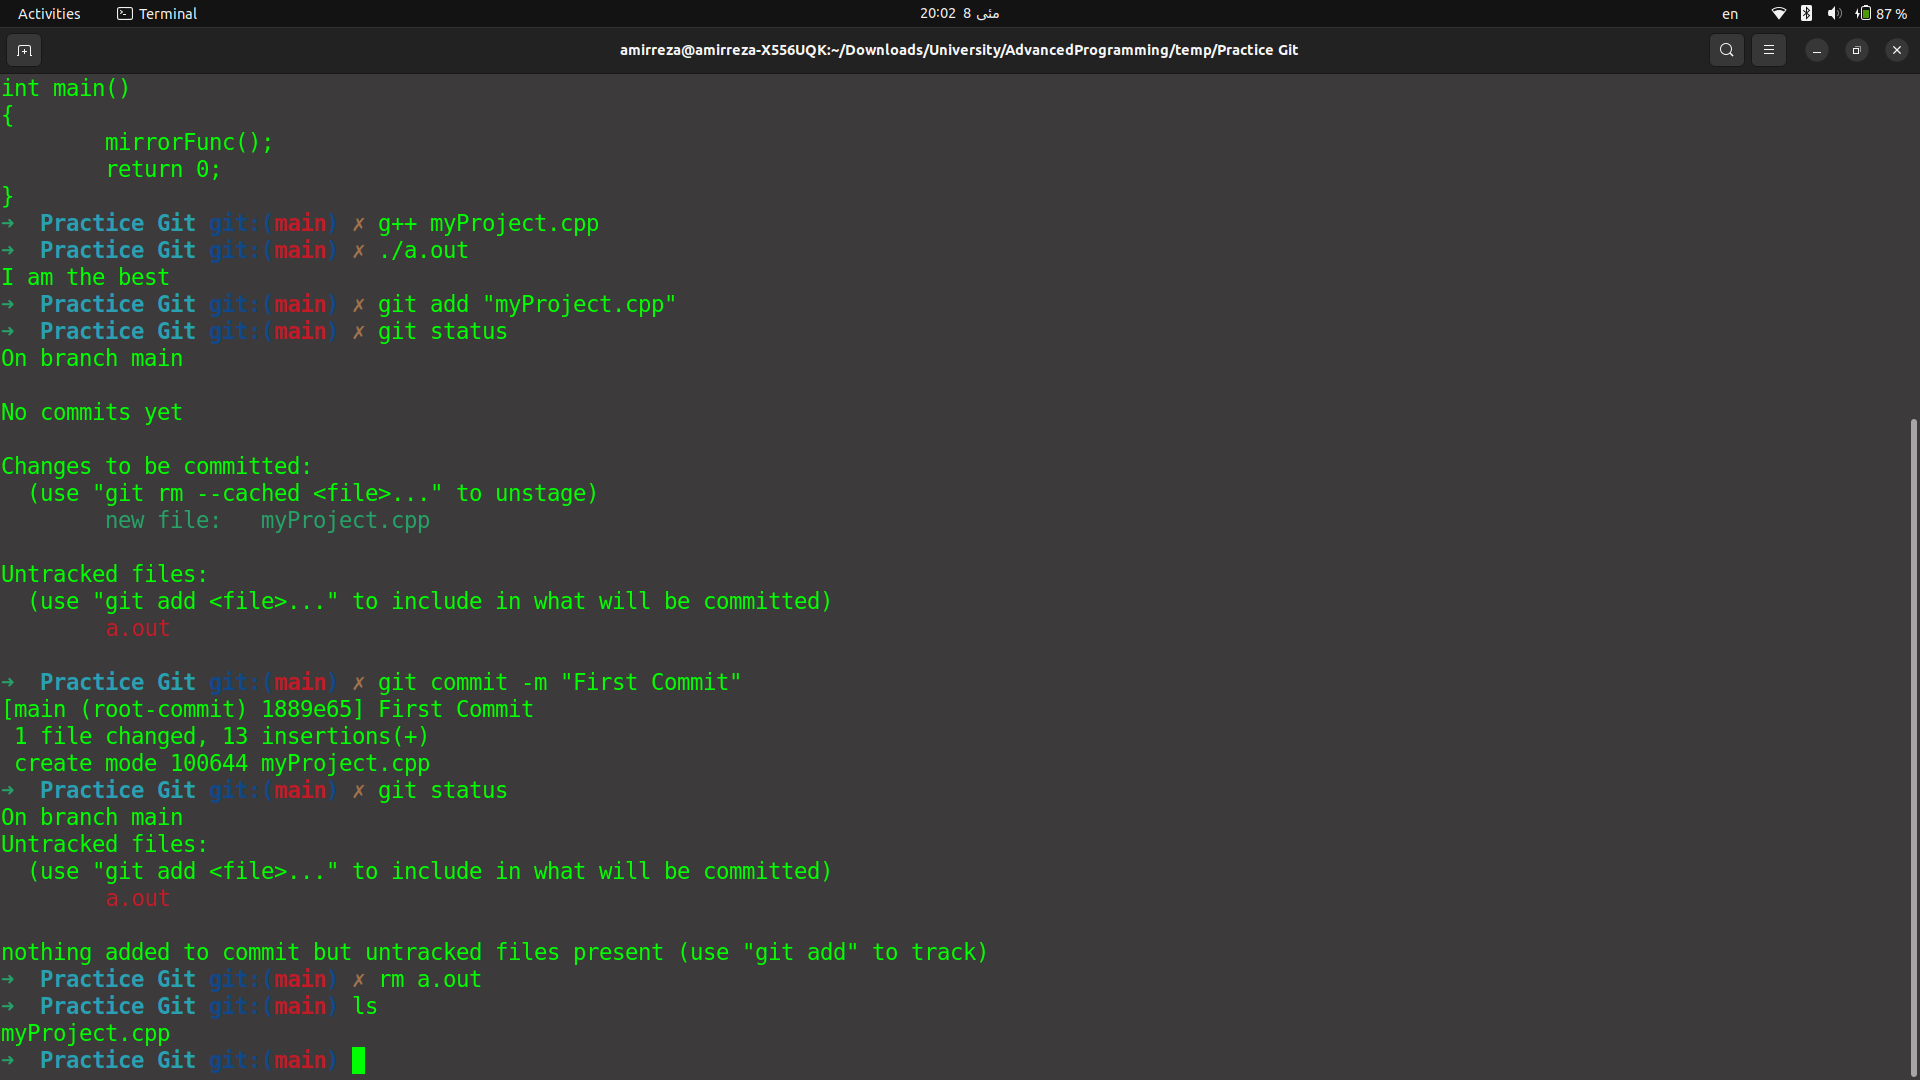 Activities
Terminal
20:02 8 مئی
en
87 %
amirreza@amirreza-X556UQK:~/Downloads/University/AdvancedProgramming/temp/Practice Git
int main()
{
        mirrorFunc();
        return 0;
}
➜  Practice Git git:(main) ✗ g++ myProject.cpp
➜  Practice Git git:(main) ✗ ./a.out
I am the best
➜  Practice Git git:(main) ✗ git add "myProject.cpp"
➜  Practice Git git:(main) ✗ git status
On branch main
No commits yet
Changes to be committed:
  (use "git rm --cached <file>..." to unstage)
        new file:   myProject.cpp
Untracked files:
  (use "git add <file>..." to include in what will be committed)
        a.out
➜  Practice Git git:(main) ✗ git commit -m "First Commit"
[main (root-commit) 1889e65] First Commit
 1 file changed, 13 insertions(+)
 create mode 100644 myProject.cpp
➜  Practice Git git:(main) ✗ git status
On branch main
Untracked files:
  (use "git add <file>..." to include in what will be committed)
        a.out
nothing added to commit but untracked files present (use "git add" to track)
➜  Practice Git git:(main) ✗ rm a.out
➜  Practice Git git:(main) ls
myProject.cpp
➜  Practice Git git:(main)